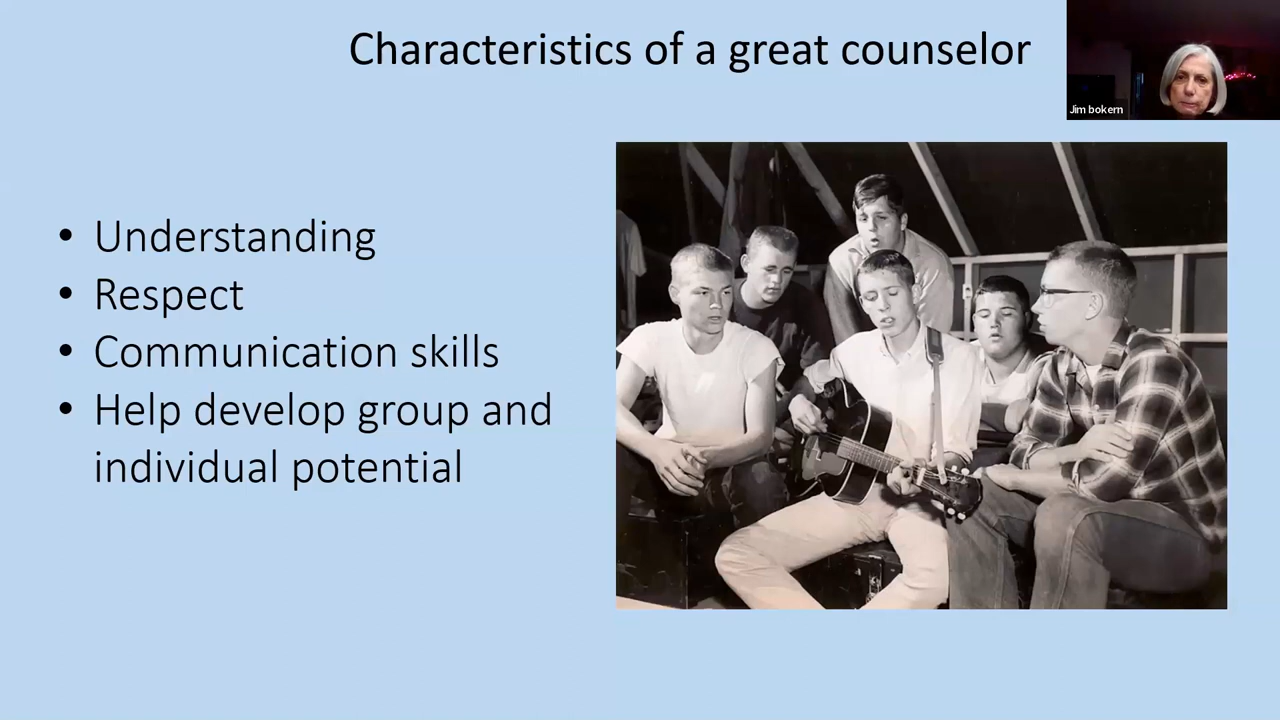 Characteristics of a great counselor
Jim bokern
• Understanding
• Respect
• Communication skills
• Help develop group and
individual potential